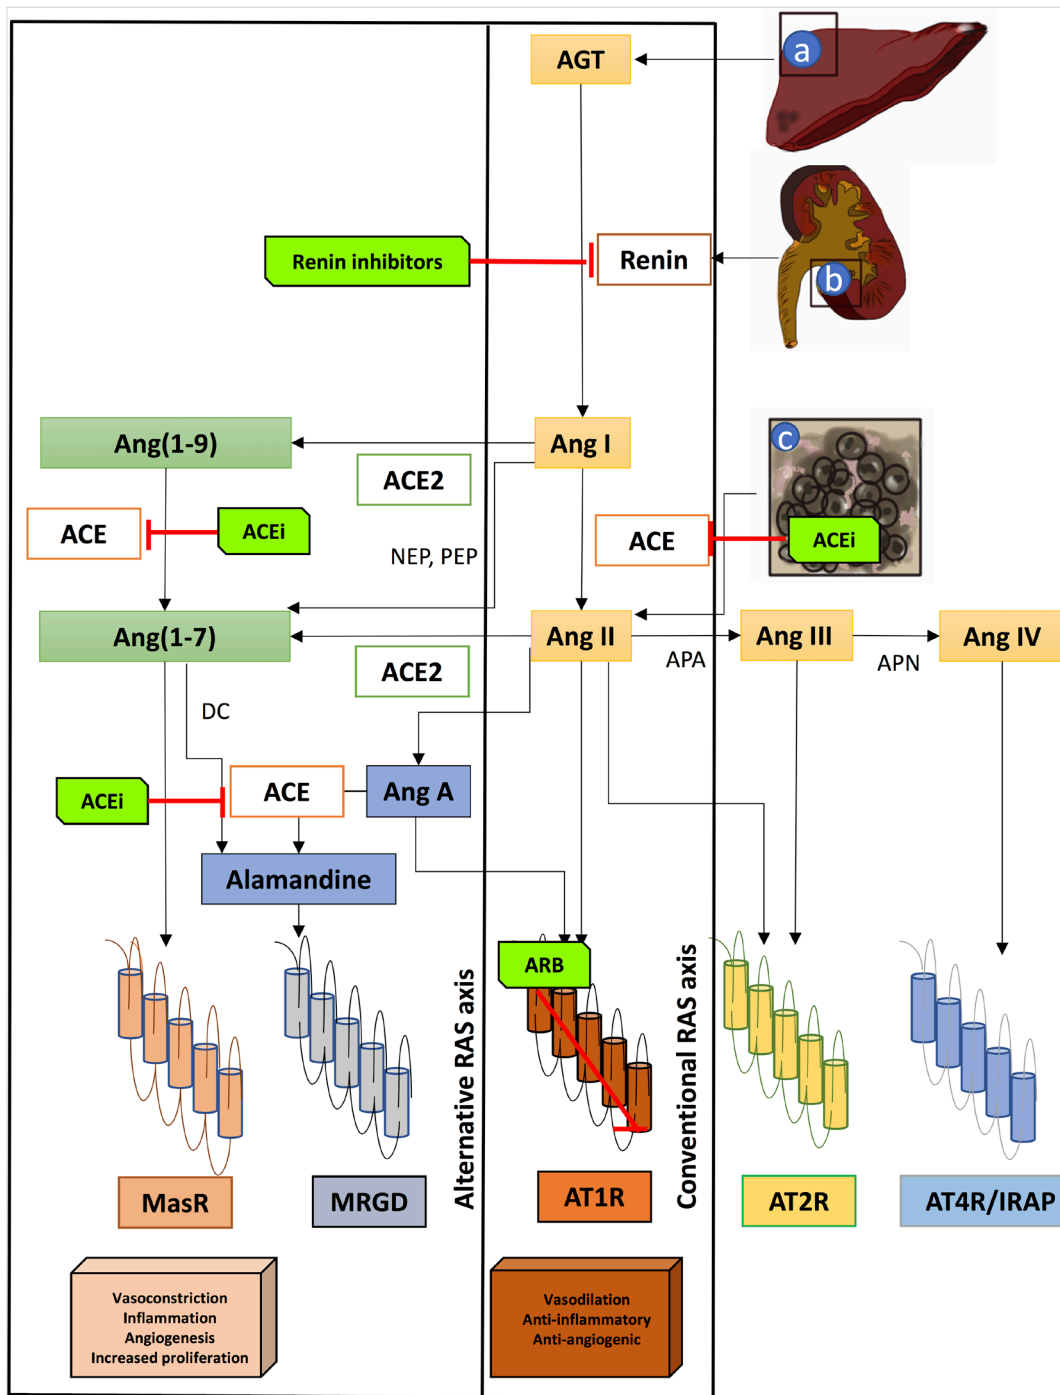 AGT
a
Renin inhibitors
Renin
b
Ang(1-9)
Ang I
c
ACE2
ACE
ACEi
NEP, PEP
ACE
ACEi
Ang(1-7)
Ang II
Ang III
Ang IV
APA
APN
ACE2
DC
ACEi
ACE
Ang A
Alamandine
ARB
Alternative RAS axis
Conventional RAS axis
MasR
MRGD
AT1R
AT2R
AT4R/IRAP
Vasoconstriction
Inflammation
Angiogenesis
Increased proliferation
Vasodilation
Anti-inflammatory
Anti-angiogenic